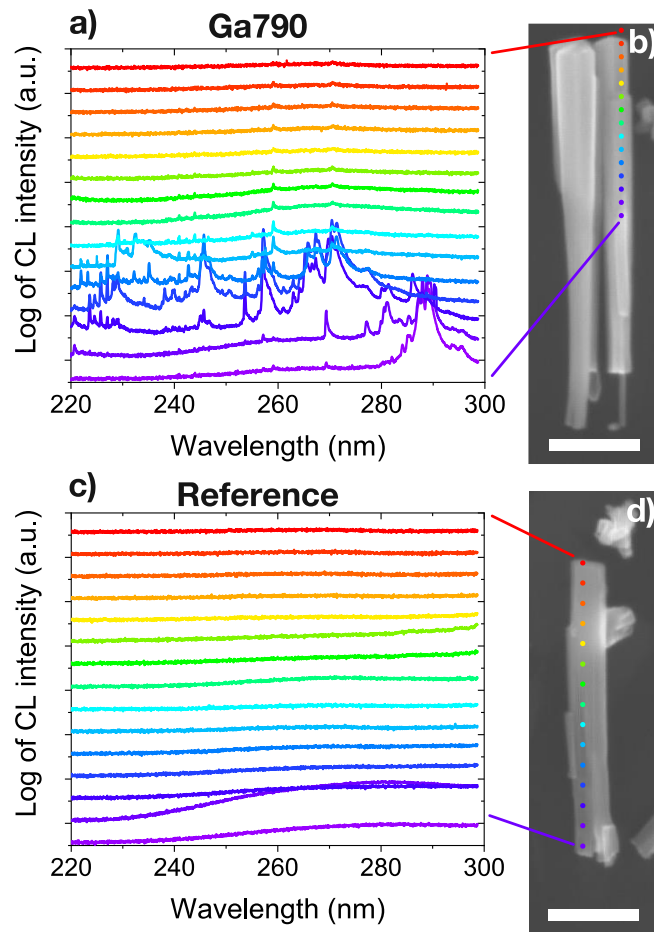 a)
Ga790
b)
Log of CL intensity (a.u.)
220
240
260
280
300
Wavelength (nm)
c)
Reference
d)
Log of CL intensity (a.u.)
220
240
260
280
300
Wavelength (nm)